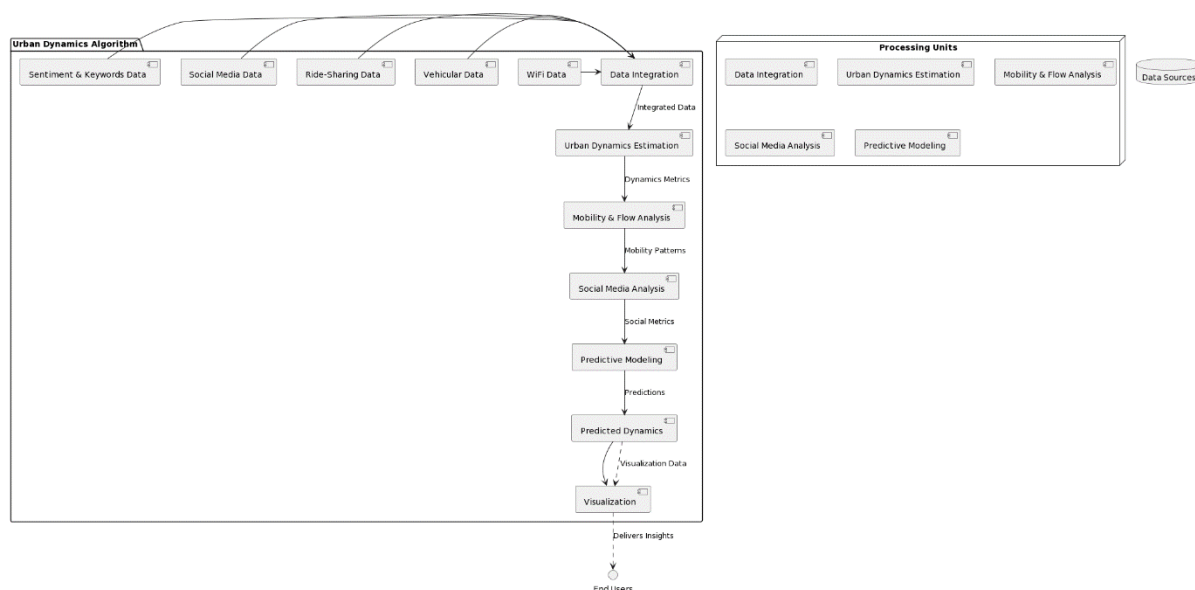 Urban Dynamics Algorithm
Sentiment & Keywords Data
Social Media Data
Ride-Sharing Data
Vehicular Data
WiFi Data
Data Integration
Integrated Data
Urban Dynamics Estimation
Dynamics Metrics
Mobility & Flow Analysis
Mobility Patterns
Social Media Analysis
Social Metrics
Predictive Modeling
Predictions
Predicted Dynamics
Visualization Data
Visualization
Delivers Insights
End Users
Processing Units
Data Integration
Urban Dynamics Estimation
Mobility & Flow Analysis
Social Media Analysis
Predictive Modeling
Data Sources